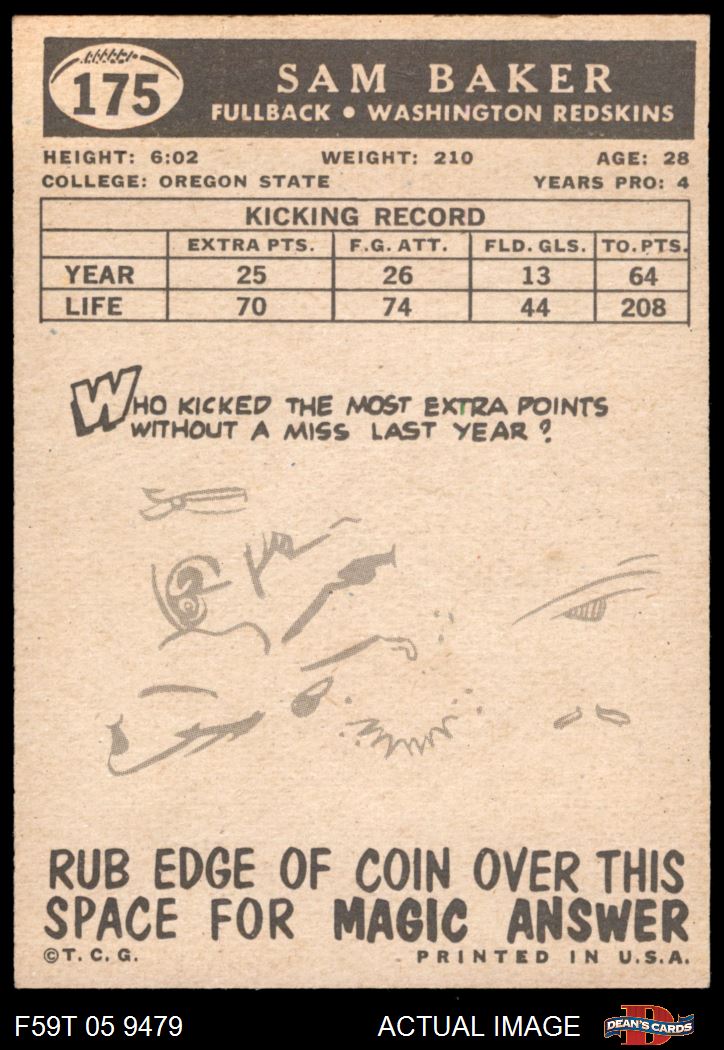 175
SAM BAKER
FULLBACK • WASHINGTON REDSKINS
HEIGHT: 6:02 WEIGHT: 210 AGE: 28
COLLEGE: OREGON STATE YEARS PRO: 4
KICKING RECORD
EXTRA PTS. F.G. ATT. FLD. GLS. TO. PTS.
YEAR 25 26 13 64
LIFE 70 74 44 208
WHO KICKED THE MOST EXTRA POINTS
WITHOUT A MISS LAST YEAR?
RUB EDGE OF COIN OVER THIS
SPACE FOR MAGIC ANSWER
©T. C. G. PRINTED IN U.S.A.
F59T 05 9479 ACTUAL IMAGE DEAN'S CARDS